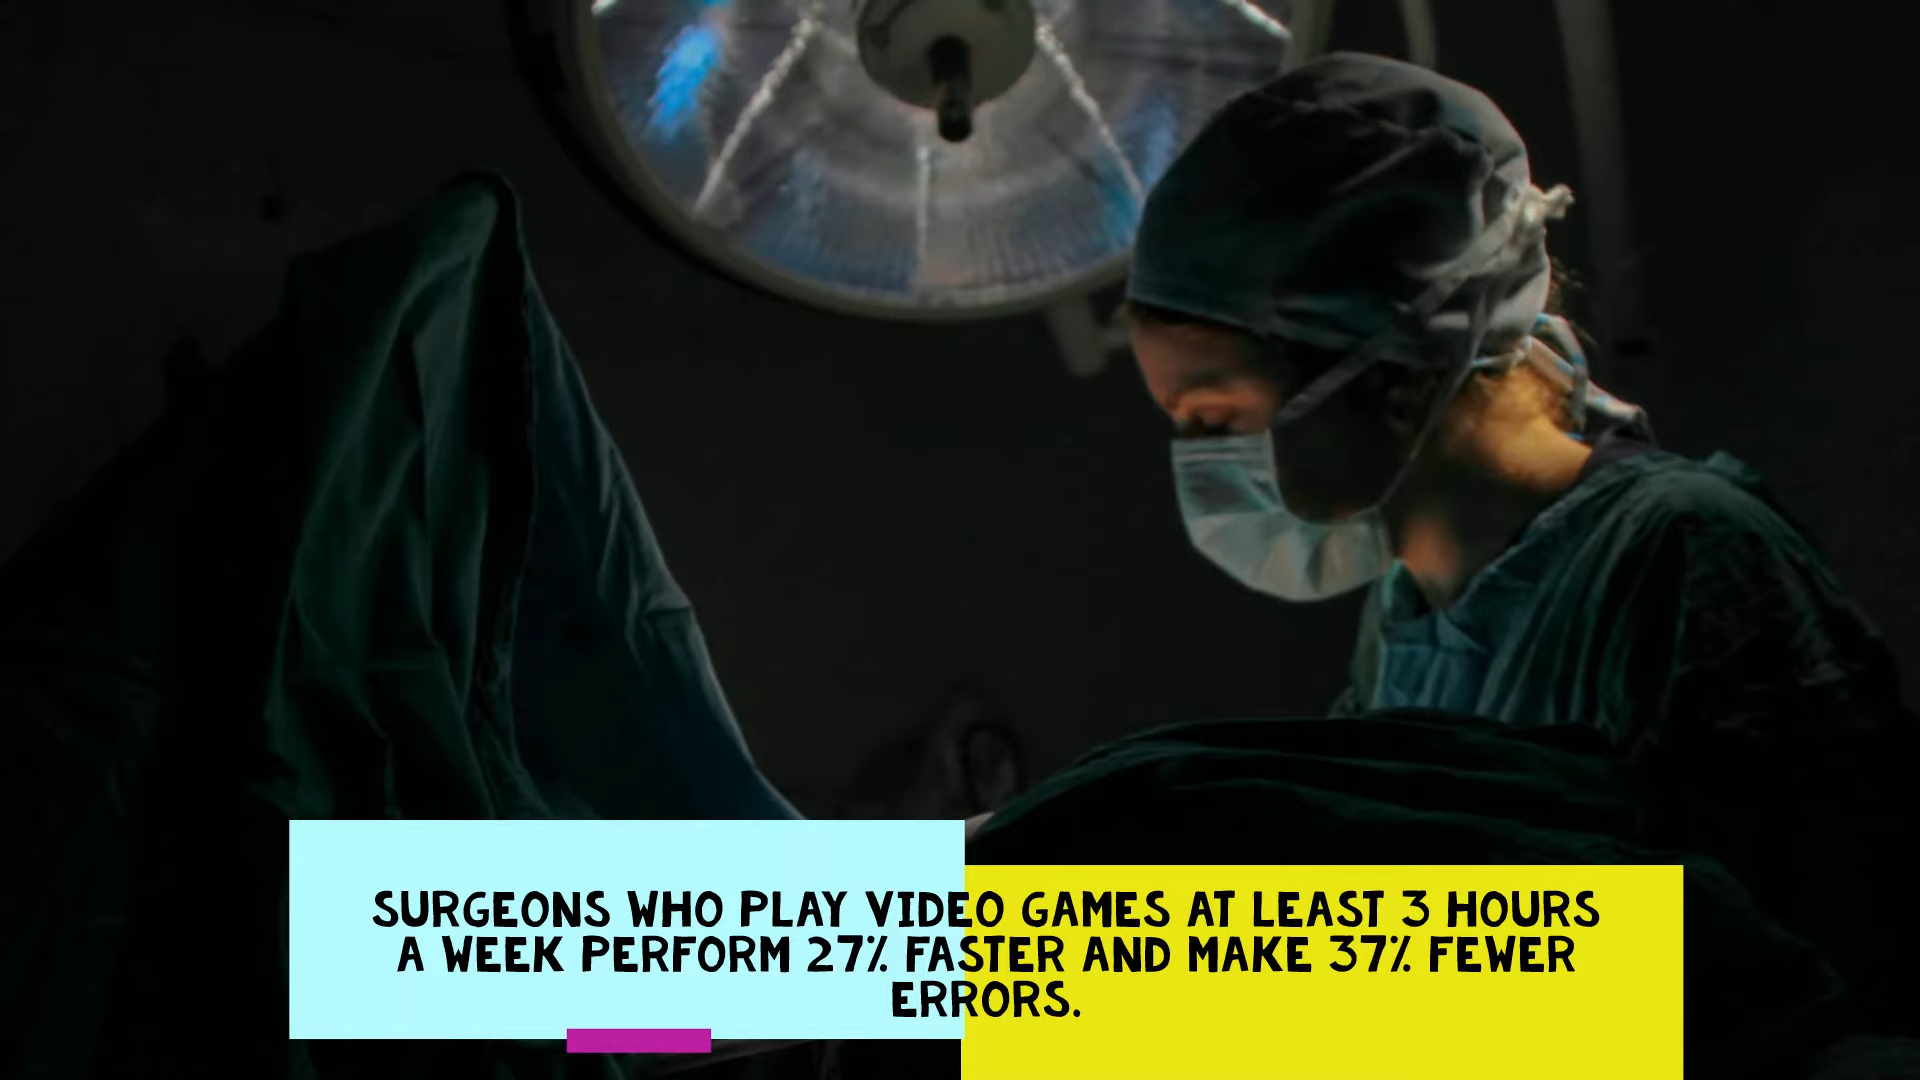 SURGEONS WHO PLAY VIDEO GAMES AT LEAST 3 HOURS
A WEEK PERFORM 27% FASTER AND MAKE 37% FEWER
ERRORS.